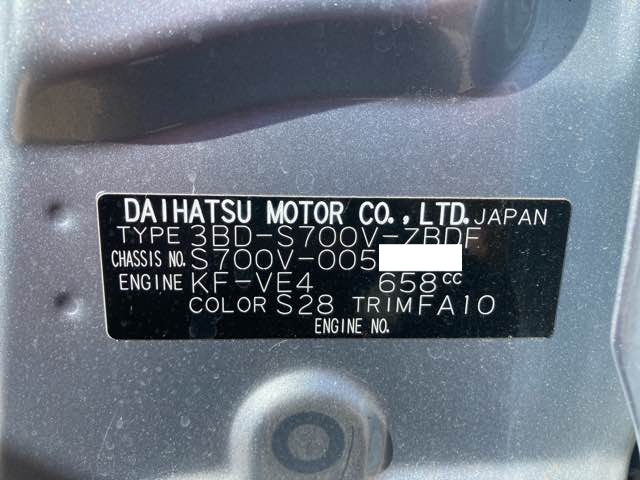 DAIHATSU MOTOR CO., LTD. JAPAN
TYPE 3BD-S700V-ZBDF
CHASSIS NO. S700V-005
ENGINE KF-VE4 658CC
COLOR S28 TRIM FA10
ENGINE NO.